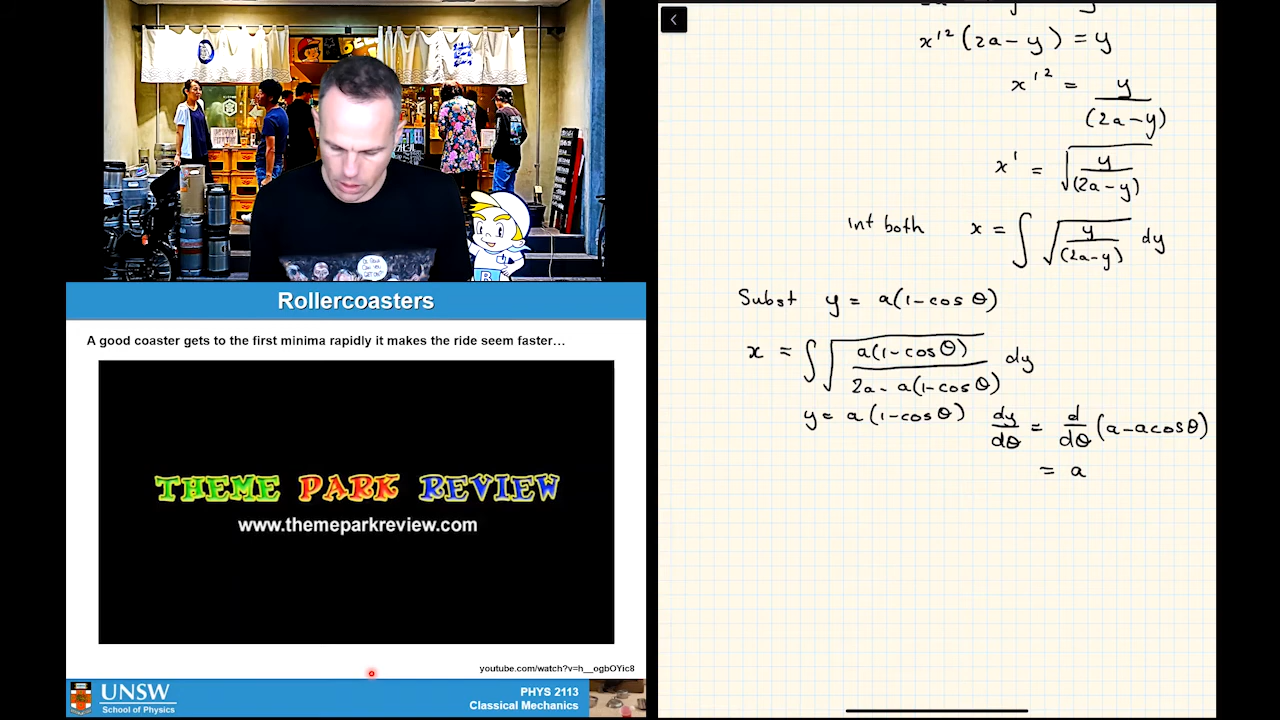 Rollercoasters
A good coaster gets to the first minima rapidly it makes the ride seem faster…
THEME PARK REVIEW
www.themeparkreview.com
youtube.com/watch?v=h__ogbOYic8
UNSW
School of Physics
PHYS 2113
Classical Mechanics
x'² (2a-y) = y
x'² = y / (2a-y)
x' = √(y / (2a-y))
Int both x = ∫ √(y / (2a-y)) dy
Subst y = a(1-cos θ)
x = ∫ √(a(1-cos θ) / 2a - a(1-cos θ)) dy
y = a(1-cos θ) dy/dθ = d/dθ (a-acos θ)
= a